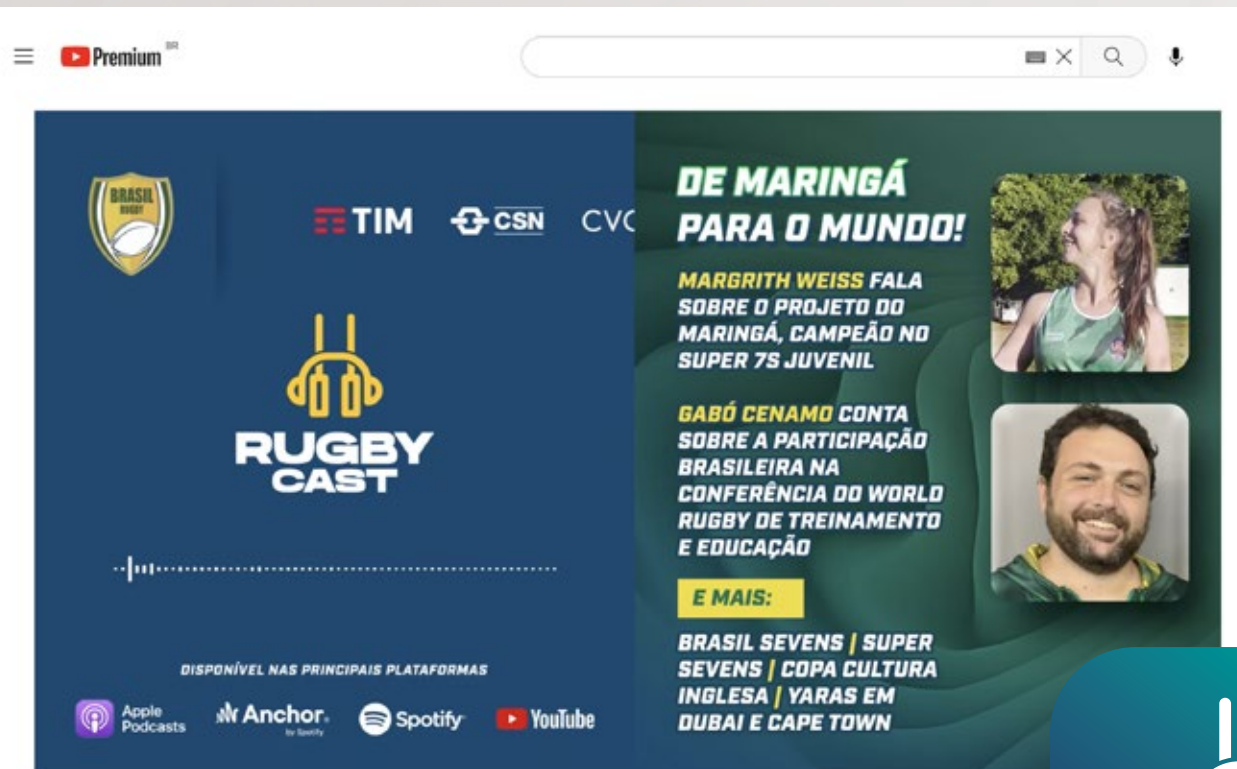 Premium BR
BRASIL
RUGBY
TIM
CSN
CVC
RUGBY
CAST
DISPONÍVEL NAS PRINCIPAIS PLATAFORMAS
Apple
Podcasts
Anchor.
by Spotify
Spotify
YouTube
DE MARINGÁ
PARA O MUNDO!
MARGRITH WEISS FALA
SOBRE O PROJETO DO
MARINGÁ, CAMPEÃO NO
SUPER 7S JUVENIL
GABÓ CENAMO CONTA
SOBRE A PARTICIPAÇÃO
BRASILEIRA NA
CONFERÊNCIA DO WORLD
RUGBY DE TREINAMENTO
E EDUCAÇÃO
E MAIS:
BRASIL SEVENS | SUPER
SEVENS | COPA CULTURA
INGLESA | YARAS EM
DUBAI E CAPE TOWN